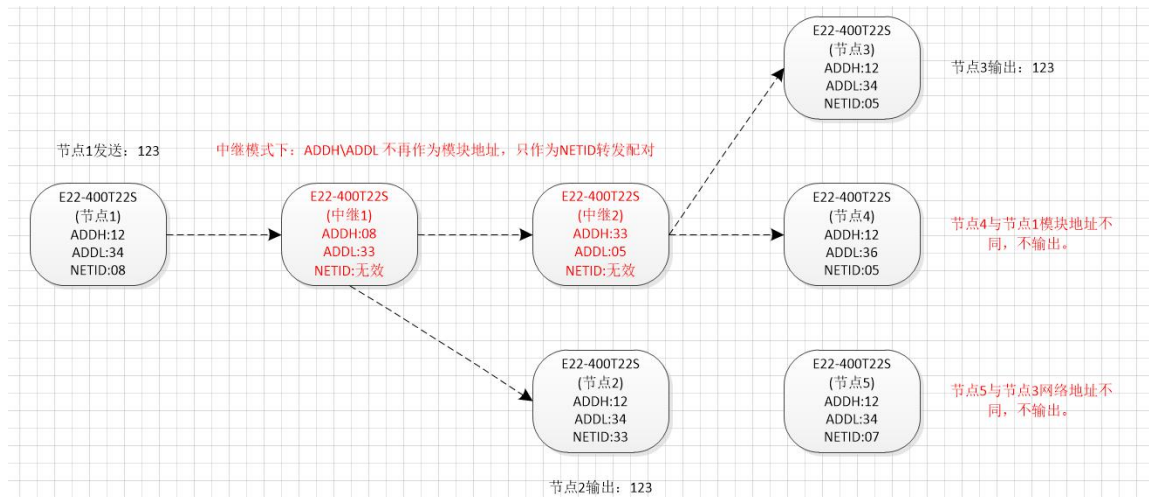 E22-400T22S
(节点3)
ADDH:12
ADDL:34
NETID:05
节点3输出：123
节点1发送：123
中继模式下：ADDH\ADDL 不再作为模块地址，只作为NETID转发配对
E22-400T22S
(节点1)
ADDH:12
ADDL:34
NETID:08
E22-400T22S
(中继1)
ADDH:08
ADDL:33
NETID:无效
E22-400T22S
(中继2)
ADDH:33
ADDL:05
NETID:无效
E22-400T22S
(节点4)
ADDH:12
ADDL:36
NETID:05
节点4与节点1模块地址不
同，不输出。
E22-400T22S
(节点2)
ADDH:12
ADDL:34
NETID:33
E22-400T22S
(节点5)
ADDH:12
ADDL:34
NETID:07
节点5与节点3网络地址不
同，不输出。
节点2输出：123